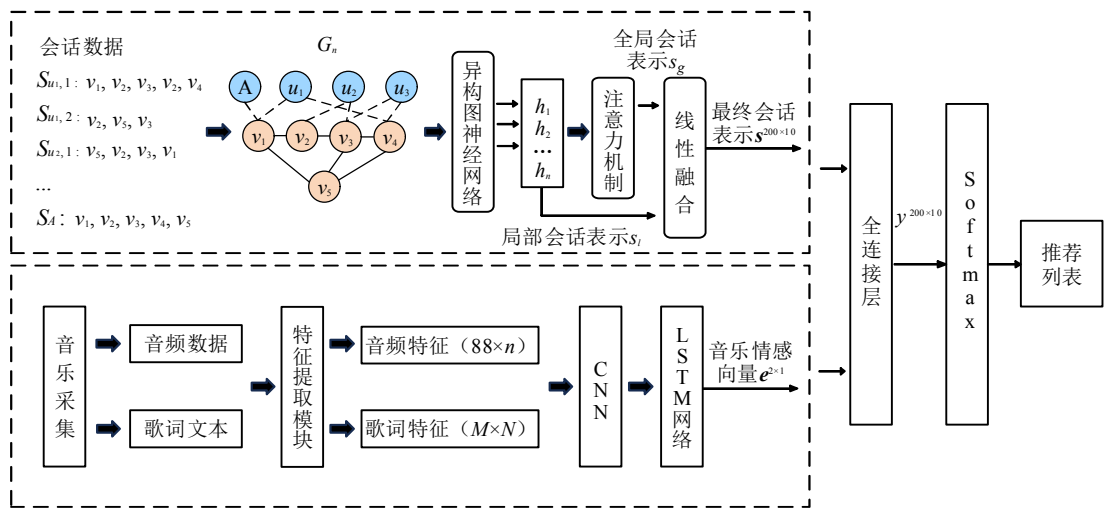 会话数据
S_{u₁,1}: v₁, v₂, v₃, v₂, v₄
S_{u₁,2}: v₂, v₅, v₃
S_{u₂,1}: v₅, v₂, v₃, v₁
...
S_A: v₁, v₂, v₃, v₄, v₅
Gₙ
A u₁ u₂ u₃
v₁ v₂ v₃ v₄
v₅
异构图神经网络
h₁
h₂
...
hₙ
注意力机制
全局会话
表示s_g
局部会话表示s_l
线性融合
最终会话
表示s^{200×10}
音乐采集
音频数据
歌词文本
特征提取模块
音频特征（88×n）
歌词特征（M×N）
CNN
LSTM网络
音乐情感
向量e^{2×1}
全连接层
y^{200×10}
Softmax
推荐
列表